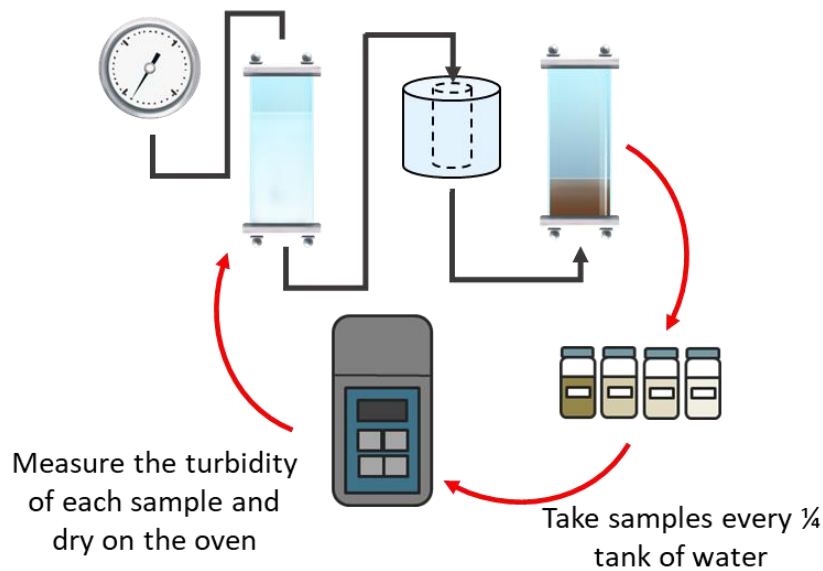 Measure the turbidity
of each sample and
dry on the oven
Take samples every ¼
tank of water